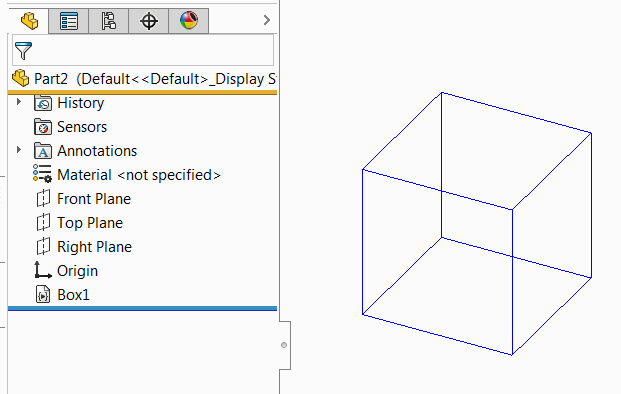 Part2 (Default<<Default>_Display S
History
Sensors
Annotations
Material <not specified>
Front Plane
Top Plane
Right Plane
Origin
Box1